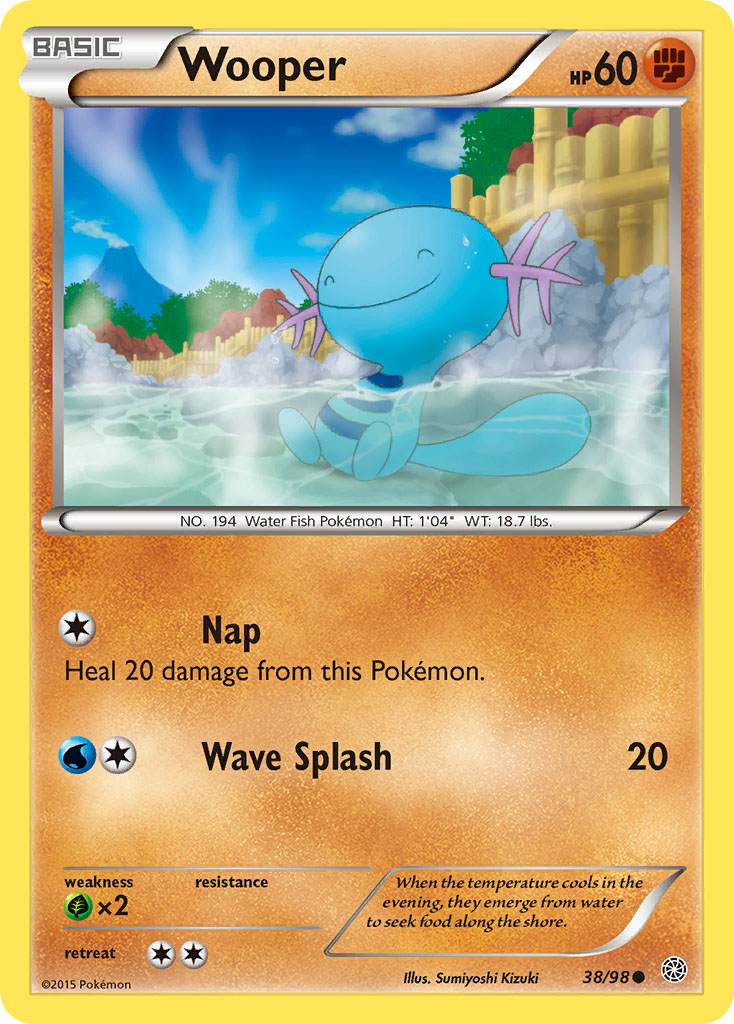 BASIC
Wooper
HP60
NO. 194 Water Fish Pokémon HT: 1'04" WT: 18.7 lbs.
Nap
Heal 20 damage from this Pokémon.
Wave Splash 20
weakness resistance
×2
retreat
When the temperature cools in the
evening, they emerge from water
to seek food along the shore.
©2015 Pokémon
Illus. Sumiyoshi Kizuki
38/98